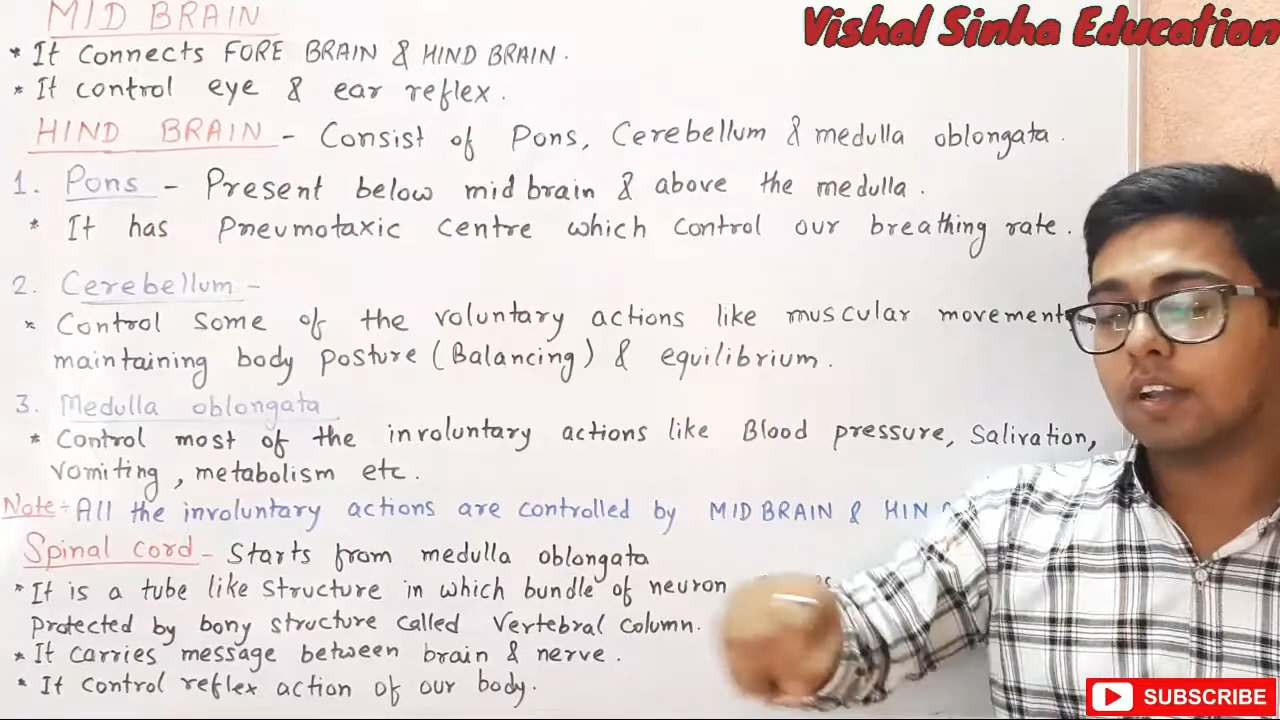 MID BRAIN
Vishal Sinha Education
* It connects FORE BRAIN & HIND BRAIN.
* It control eye & ear reflex.
HIND BRAIN - Consist of Pons, Cerebellum & medulla oblongata.
1. Pons - Present below mid brain & above the medulla.
* It has Pneumotaxic centre which control our breathing rate.
2. Cerebellum -
* Control some of the voluntary actions like muscular movement
maintaining body posture (Balancing) & equilibrium.
3. Medulla oblongata
* Control most of the involuntary actions like Blood pressure, Salivation,
vomiting, metabolism etc.
Note :- All the involuntary actions are controlled by MID BRAIN & HIN
Spinal cord - Starts from medulla oblongata
* It is a tube like structure in which bundle of neuron
protected by bony structure called Vertebral column.
* It carries message between brain & nerve.
* It control reflex action of our body.
SUBSCRIBE